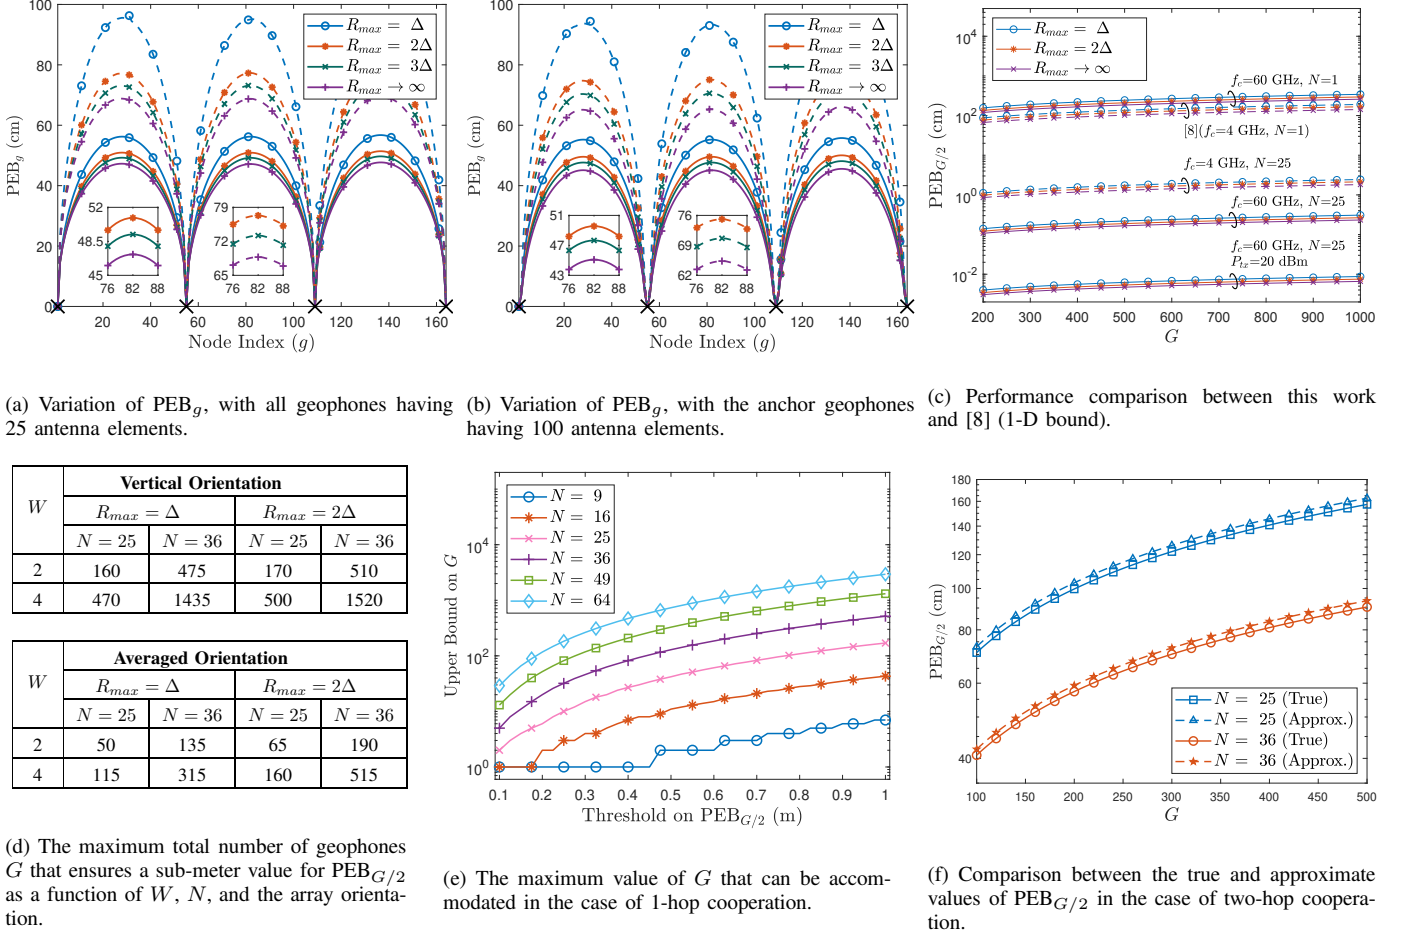 100
80
60
40
20
0
PEB_g (cm)
R_max = Δ
R_max = 2Δ
R_max = 3Δ
R_max → ∞
52
48.5
45
76 82 88
79
72
65
76 82 88
20 40 60 80 100 120 140 160
Node Index (g)
(a) Variation of PEB_g, with all geophones having
25 antenna elements.
100
80
60
40
20
0
PEB_g (cm)
R_max = Δ
R_max = 2Δ
R_max = 3Δ
R_max → ∞
51
47
43
76 82 88
76
69
62
76 82 88
20 40 60 80 100 120 140 160
Node Index (g)
(b) Variation of PEB_g, with the anchor geophones
having 100 antenna elements.
10^4
10^2
10^0
10^-2
PEB_G/2 (cm)
R_max = Δ
R_max = 2Δ
R_max → ∞
f_c=60 GHz, N=1
[8](f_c=4 GHz, N=1)
f_c=4 GHz, N=25
f_c=60 GHz, N=25
f_c=60 GHz, N=25
P_tx=20 dBm
200 300 400 500 600 700 800 900 1000
G
(c) Performance comparison between this work
and [8] (1-D bound).
W
Vertical Orientation
R_max = Δ R_max = 2Δ
N = 25 N = 36 N = 25 N = 36
2 160 475 170 510
4 470 1435 500 1520
W
Averaged Orientation
R_max = Δ R_max = 2Δ
N = 25 N = 36 N = 25 N = 36
2 50 135 65 190
4 115 315 160 515
(d) The maximum total number of geophones
G that ensures a sub-meter value for PEB_G/2
as a function of W, N, and the array orienta-
tion.
10^4
10^2
10^0
Upper Bound on G
N = 9
N = 16
N = 25
N = 36
N = 49
N = 64
0.1 0.2 0.3 0.4 0.5 0.6 0.7 0.8 0.9 1
Threshold on PEB_G/2 (m)
(e) The maximum value of G that can be accom-
modated in the case of 1-hop cooperation.
180
160
140
120
100
80
60
40
PEB_G/2 (cm)
N = 25 (True)
N = 25 (Approx.)
N = 36 (True)
N = 36 (Approx.)
100 150 200 250 300 350 400 450 500
G
(f) Comparison between the true and approximate
values of PEB_G/2 in the case of two-hop coopera-
tion.